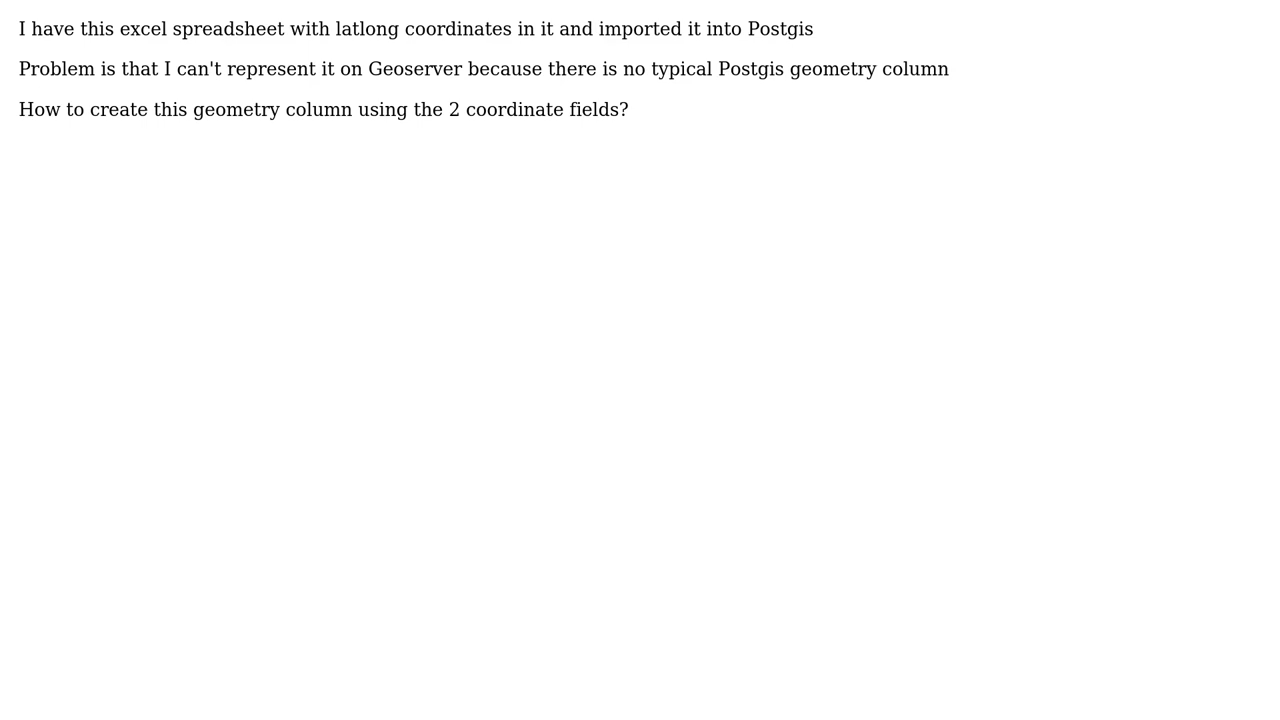 I have this excel spreadsheet with latlong coordinates in it and imported it into Postgis
Problem is that I can't represent it on Geoserver because there is no typical Postgis geometry column
How to create this geometry column using the 2 coordinate fields?